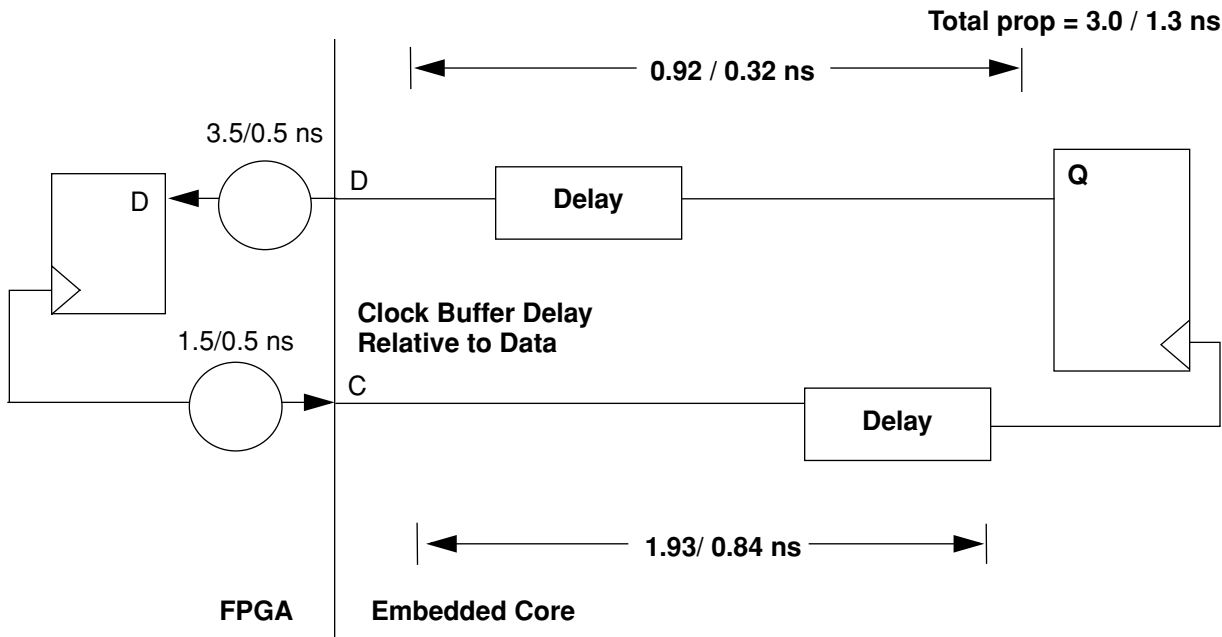 Total prop = 3.0 / 1.3 ns
0.92 / 0.32 ns
3.5/0.5 ns
D
D
Delay
Q
Clock Buffer Delay
Relative to Data
1.5/0.5 ns
C
Delay
1.93/ 0.84 ns
FPGA
Embedded Core